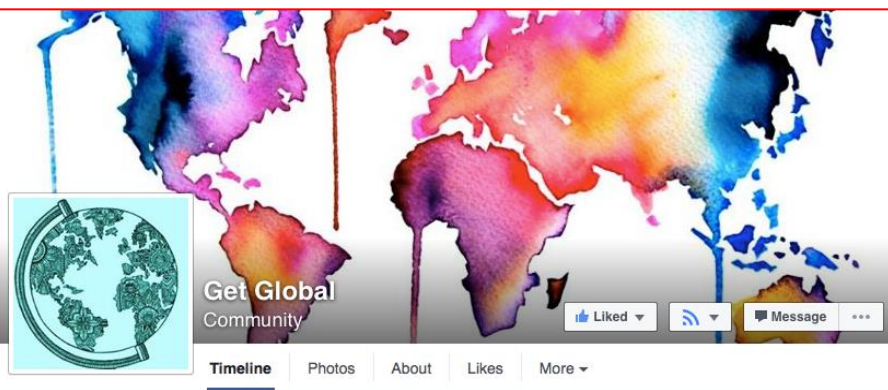 Get Global
Community
Liked
Message
Timeline Photos About Likes More